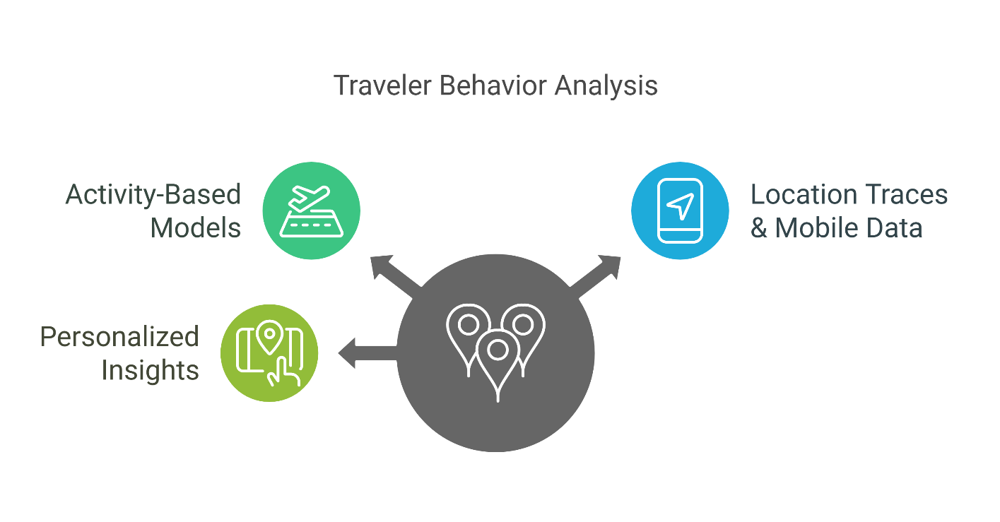 Traveler Behavior Analysis
Activity-Based
Models
Location Traces
& Mobile Data
Personalized
Insights